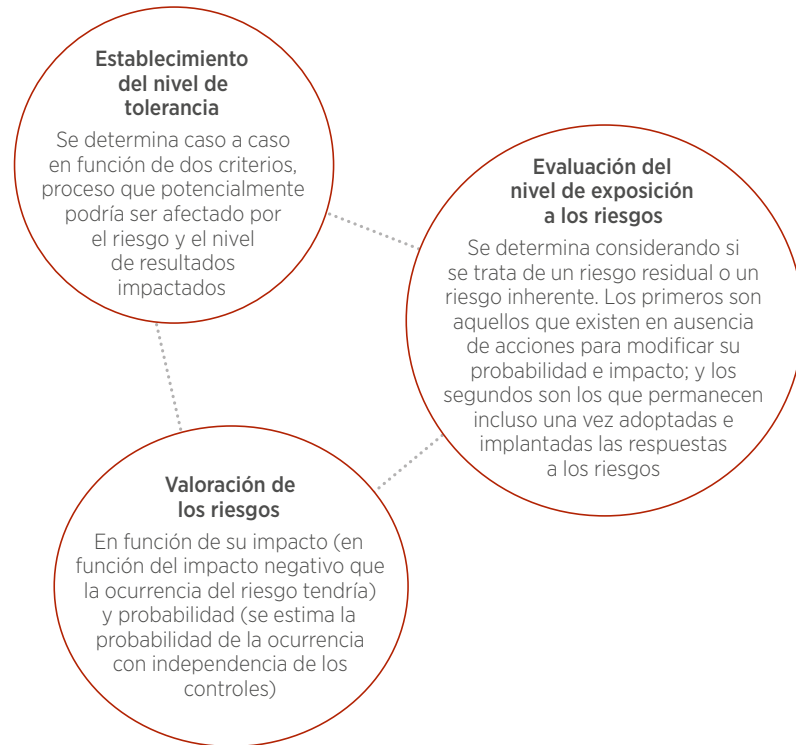 Establecimiento
del nivel de
tolerancia
Se determina caso a caso
en función de dos criterios,
proceso que potencialmente
podría ser afectado por
el riesgo y el nivel
de resultados
impactados
Evaluación del
nivel de exposición
a los riesgos
Se determina considerando si
se trata de un riesgo residual o un
riesgo inherente. Los primeros son
aquellos que existen en ausencia
de acciones para modificar su
probabilidad e impacto; y los
segundos son los que permanecen
incluso una vez adoptadas e
implantadas las respuestas
a los riesgos
Valoración de
los riesgos
En función de su impacto (en
función del impacto negativo que
la ocurrencia del riesgo tendría)
y probabilidad (se estima la
probabilidad de la ocurrencia
con independencia de los
controles)